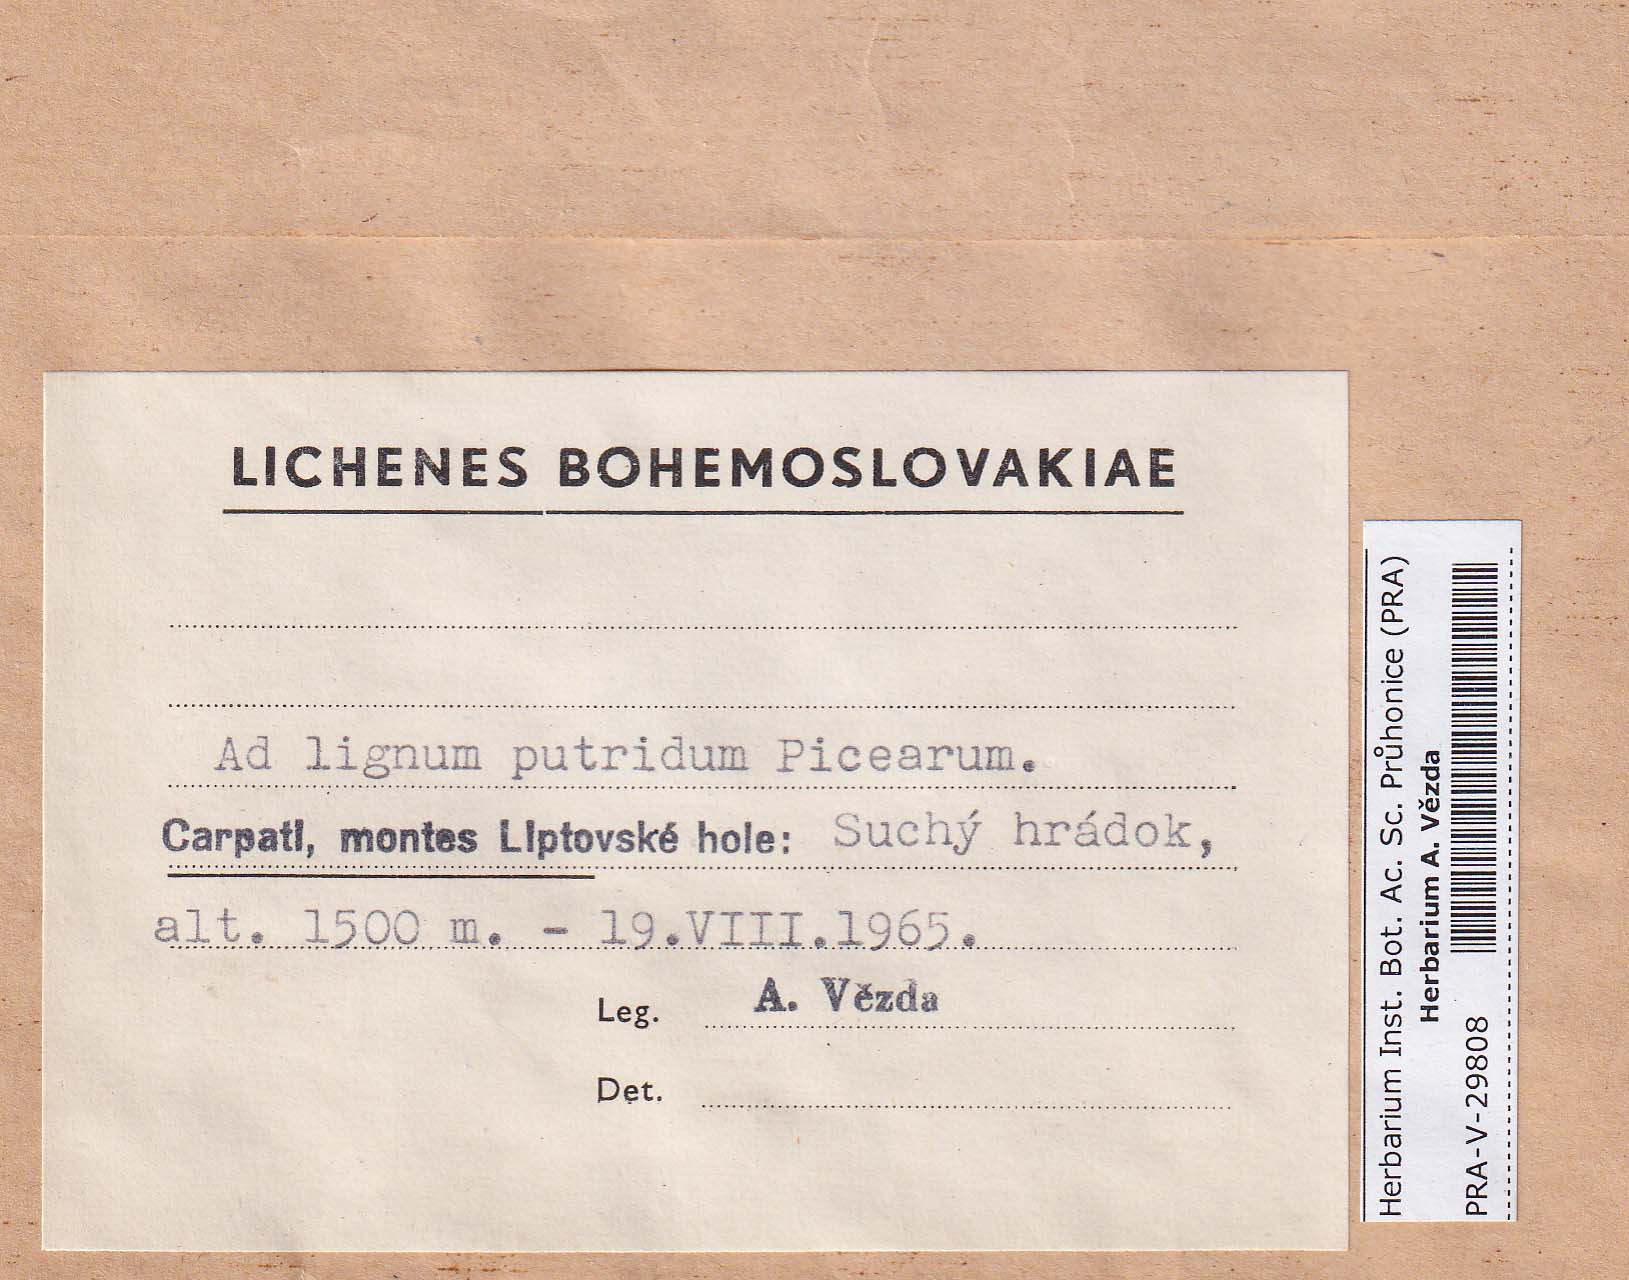 LICHENES BOHEMOSLOVAKIAE
Ad lignum putridum Picearum.
Carpati, montes Liptovské hole: Suchý hrádok,
alt. 1500 m. - 19.VIII.1965.
Leg. A. Vězda
Det.
Herbarium Inst. Bot. Ac. Sc. Průhonice (PRA)
Herbarium A. Vězda
PRA-V-29808